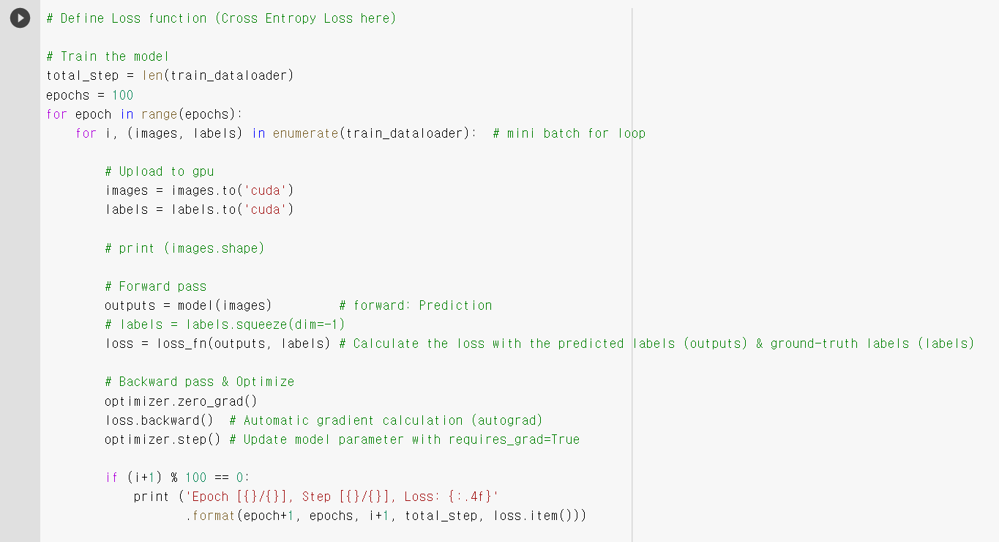 # Define Loss function (Cross Entropy Loss here)
# Train the model
total_step = len(train_dataloader)
epochs = 100
for epoch in range(epochs):
    for i, (images, labels) in enumerate(train_dataloader):  # mini batch for loop
        # Upload to gpu
        images = images.to('cuda')
        labels = labels.to('cuda')
        # print (images.shape)
        # Forward pass
        outputs = model(images)         # forward: Prediction
        # labels = labels.squeeze(dim=-1)
        loss = loss_fn(outputs, labels) # Calculate the loss with the predicted labels (outputs) & ground-truth labels (labels)
        # Backward pass & Optimize
        optimizer.zero_grad()
        loss.backward()  # Automatic gradient calculation (autograd)
        optimizer.step() # Update model parameter with requires_grad=True
        if (i+1) % 100 == 0:
            print ('Epoch [{}/{}], Step [{}/{}], Loss: {:.4f}'
                   .format(epoch+1, epochs, i+1, total_step, loss.item()))